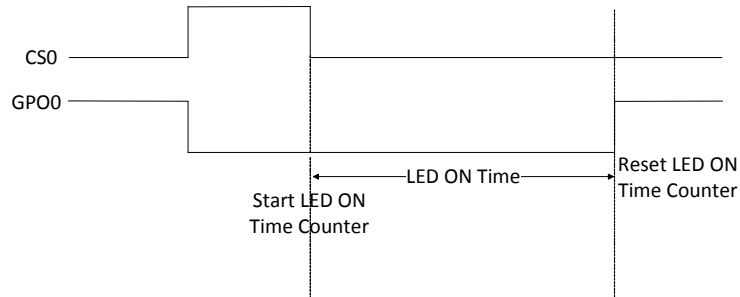 CS0
GPO0
LED ON Time
Start LED ON
Time Counter
Reset LED ON
Time Counter